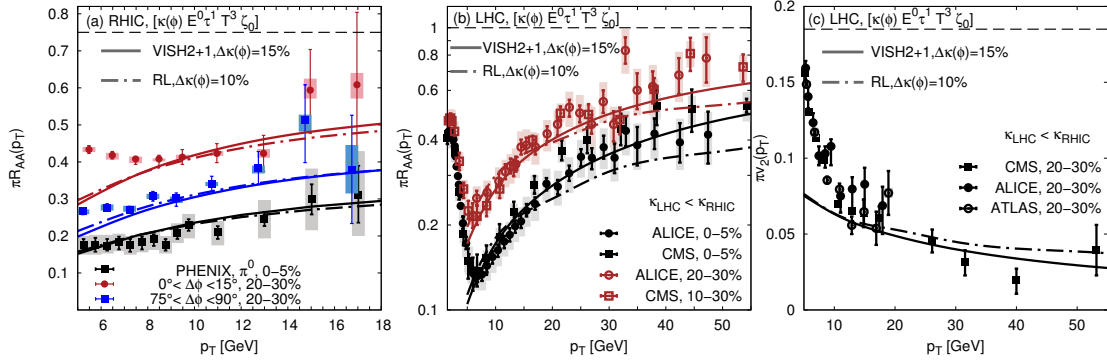 (a) RHIC, [κ(ϕ) E⁰τ¹ T³ ζ₀]
VISH2+1,Δκ(ϕ)=15%
RL,Δκ(ϕ)=10%
0.8
0.7
0.6
0.5
0.4
0.3
0.2
0.1
πR_AA(p_T)
PHENIX, π⁰, 0–5%
0°< Δϕ <15°, 20–30%
75°< Δϕ <90°, 20–30%
6 8 10 12 14 16 18
p_T [GeV]
(b) LHC, [κ(ϕ) E⁰τ¹ T³ ζ₀]
VISH2+1,Δκ(ϕ)=15%
RL,Δκ(ϕ)=10%
1
0.6
0.4
0.2
0.1
πR_AA(p_T)
κ_LHC < κ_RHIC
ALICE, 0–5%
CMS, 0–5%
ALICE, 20–30%
CMS, 10–30%
10 20 30 40 50
p_T [GeV]
(c) LHC, [κ(ϕ) E⁰τ¹ T³ ζ₀]
VISH2+1,Δκ(ϕ)=15%
RL,Δκ(ϕ)=10%
0.2
0.15
0.1
0.05
0
πv₂(p_T)
κ_LHC < κ_RHIC
CMS, 20–30%
ALICE, 20–30%
ATLAS, 20–30%
10 20 30 40 50
p_T [GeV]